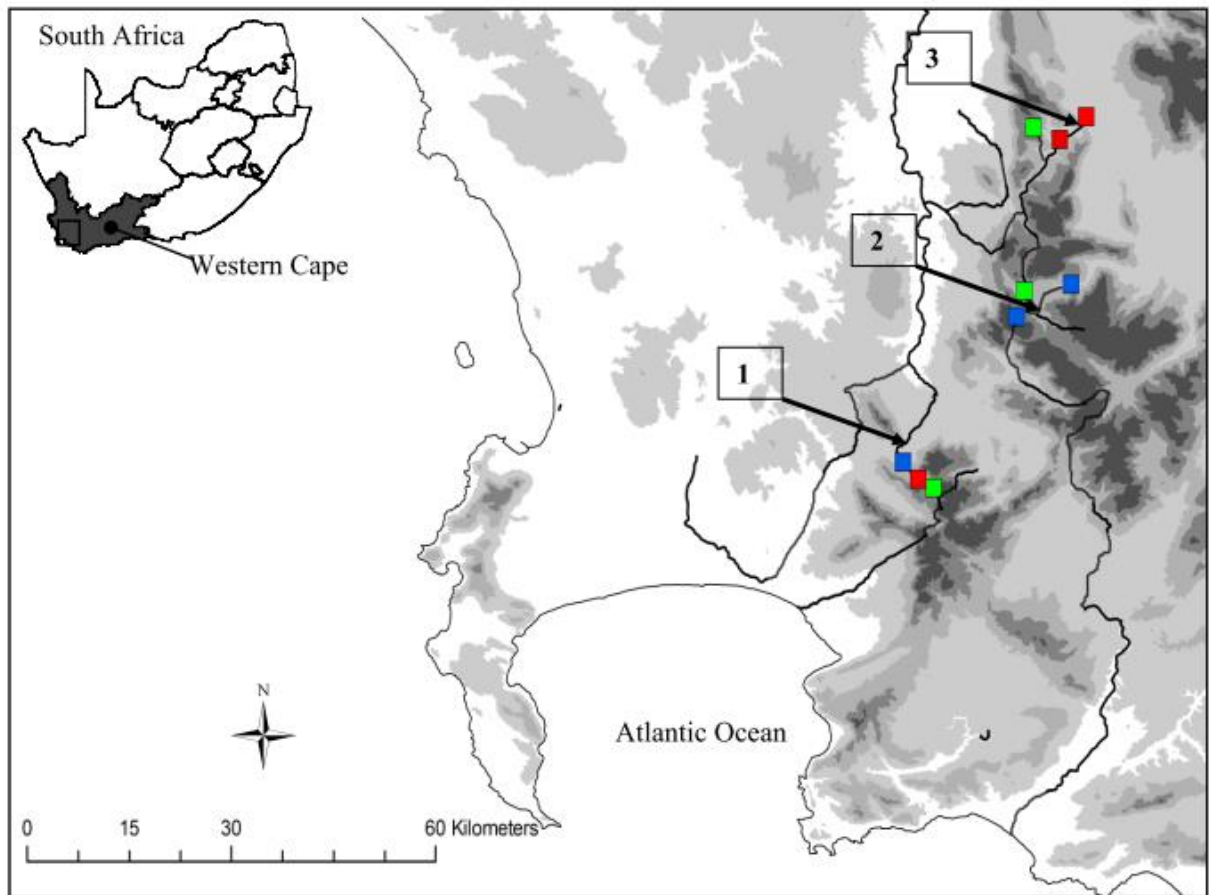 South Africa
Western Cape
3
2
1
N
Atlantic Ocean
0 15 30 60 Kilometers